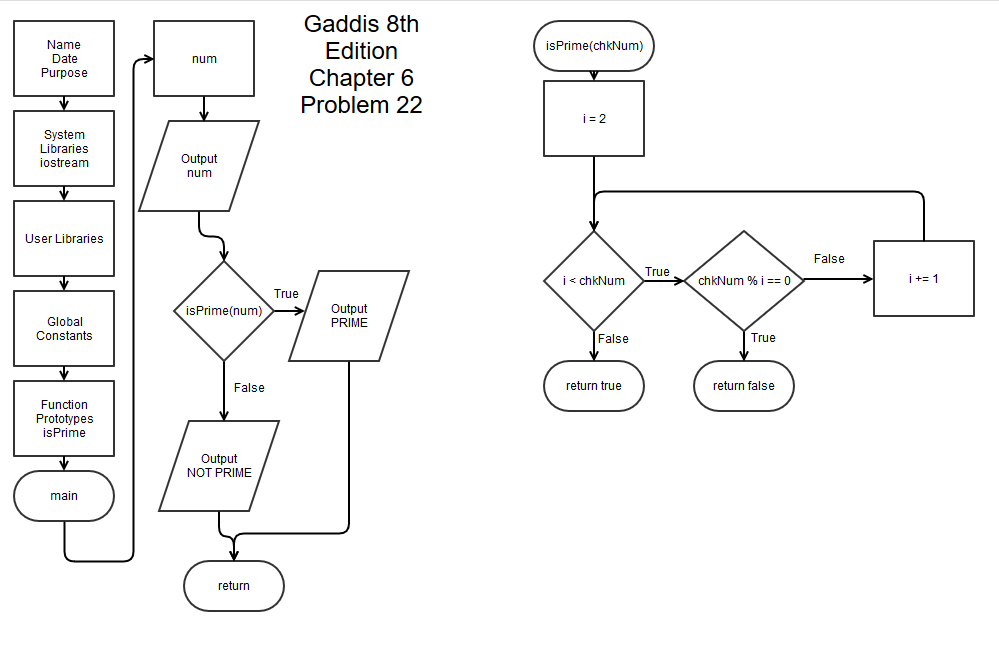 Name
Date
Purpose
System
Libraries
iostream
User Libraries
Global
Constants
Function
Prototypes
isPrime
main
num
Output
num
isPrime(num)
True
Output
PRIME
False
Output
NOT PRIME
return
Gaddis 8th
Edition
Chapter 6
Problem 22
isPrime(chkNum)
i = 2
i < chkNum
True
chkNum % i == 0
False
i += 1
False
return true
True
return false